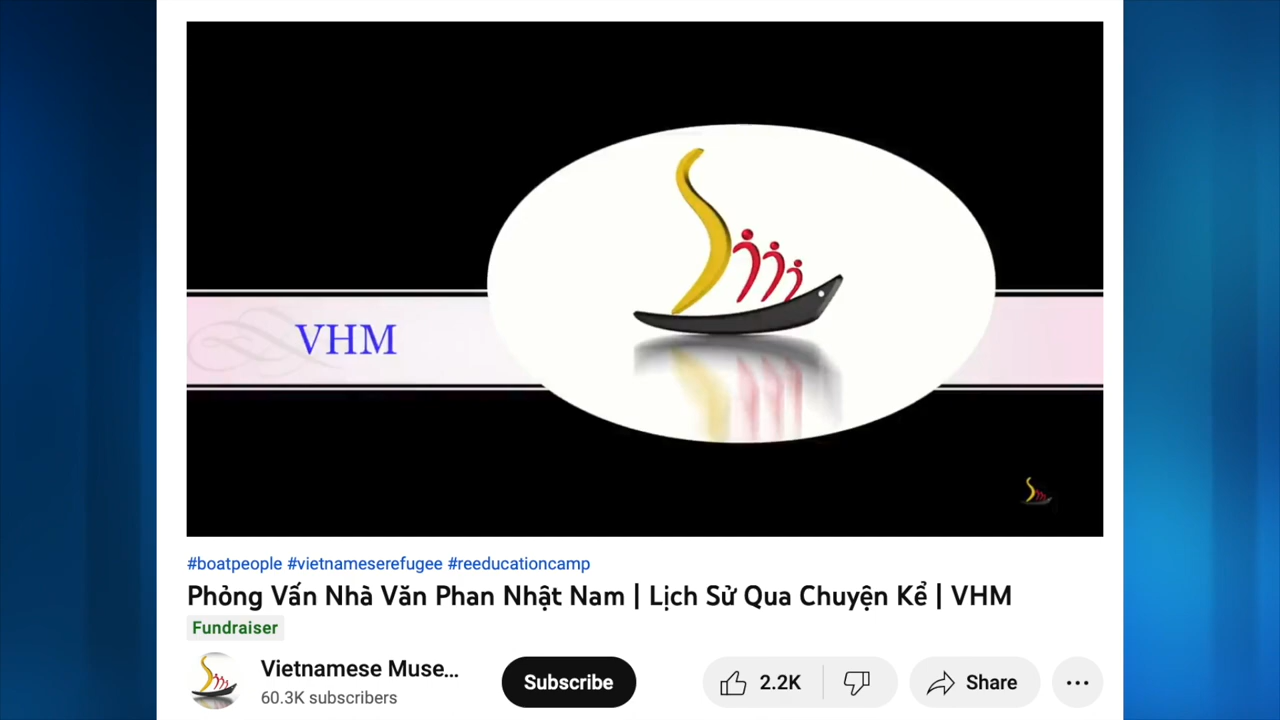 VHM
#boatpeople #vietnameserefugee #reeducationcamp
Phỏng Vấn Nhà Văn Phan Nhật Nam | Lịch Sử Qua Chuyện Kể | VHM
Fundraiser
Vietnamese Muse...
60.3K subscribers
Subscribe
2.2K
Share